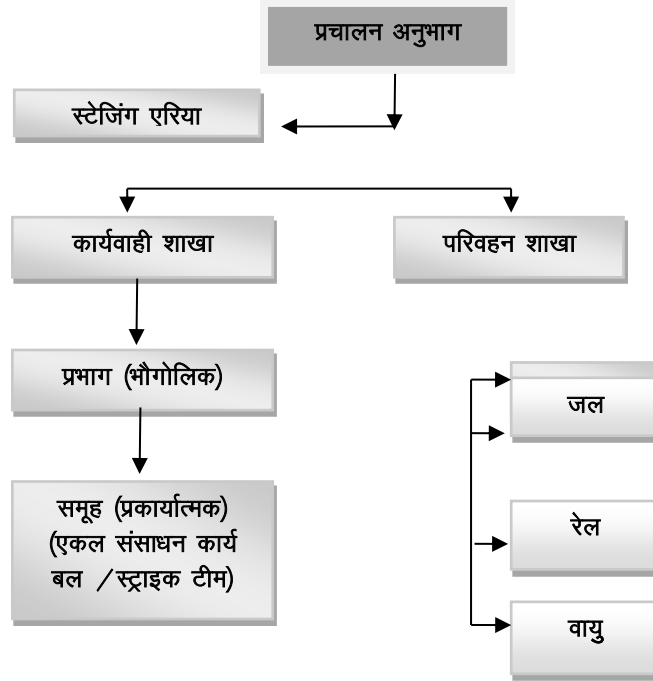 प्रचालन अनुभाग
स्टेजिंग एरिया
कार्यवाही शाखा
परिवहन शाखा
प्रभाग (भौगोलिक)
जल
समूह (प्रकार्यात्मक)
(एकल संसाधन कार्य
बल /स्ट्राइक टीम)
रेल
वायु